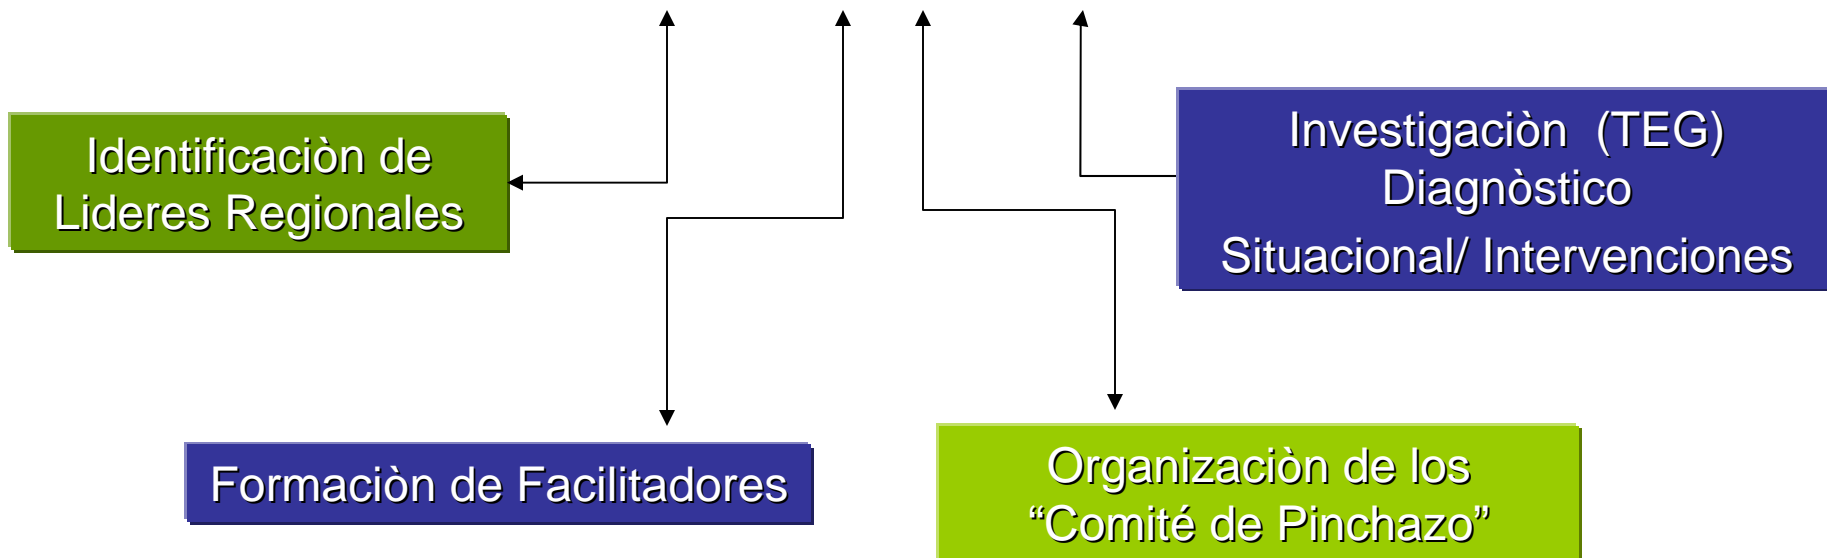 Identificaciòn de
Lideres Regionales
Investigaciòn (TEG)
Diagnòstico
Situacional/ Intervenciones
Formaciòn de Facilitadores
Organizaciòn de los
“Comité de Pinchazo”